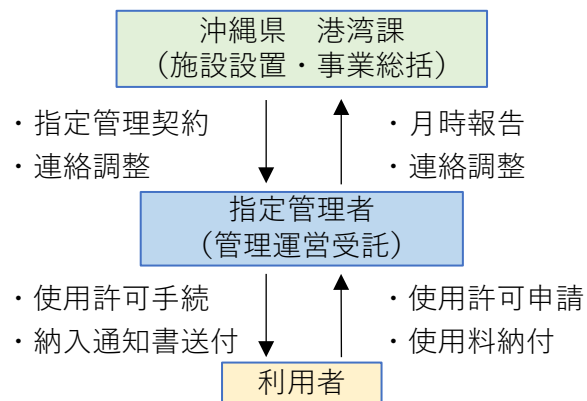 沖縄県 港湾課
（施設設置・事業総括）
・指定管理契約
・連絡調整
・月時報告
・連絡調整
指定管理者
（管理運営受託）
・使用許可手続
・納入通知書送付
・使用許可申請
・使用料納付
利用者